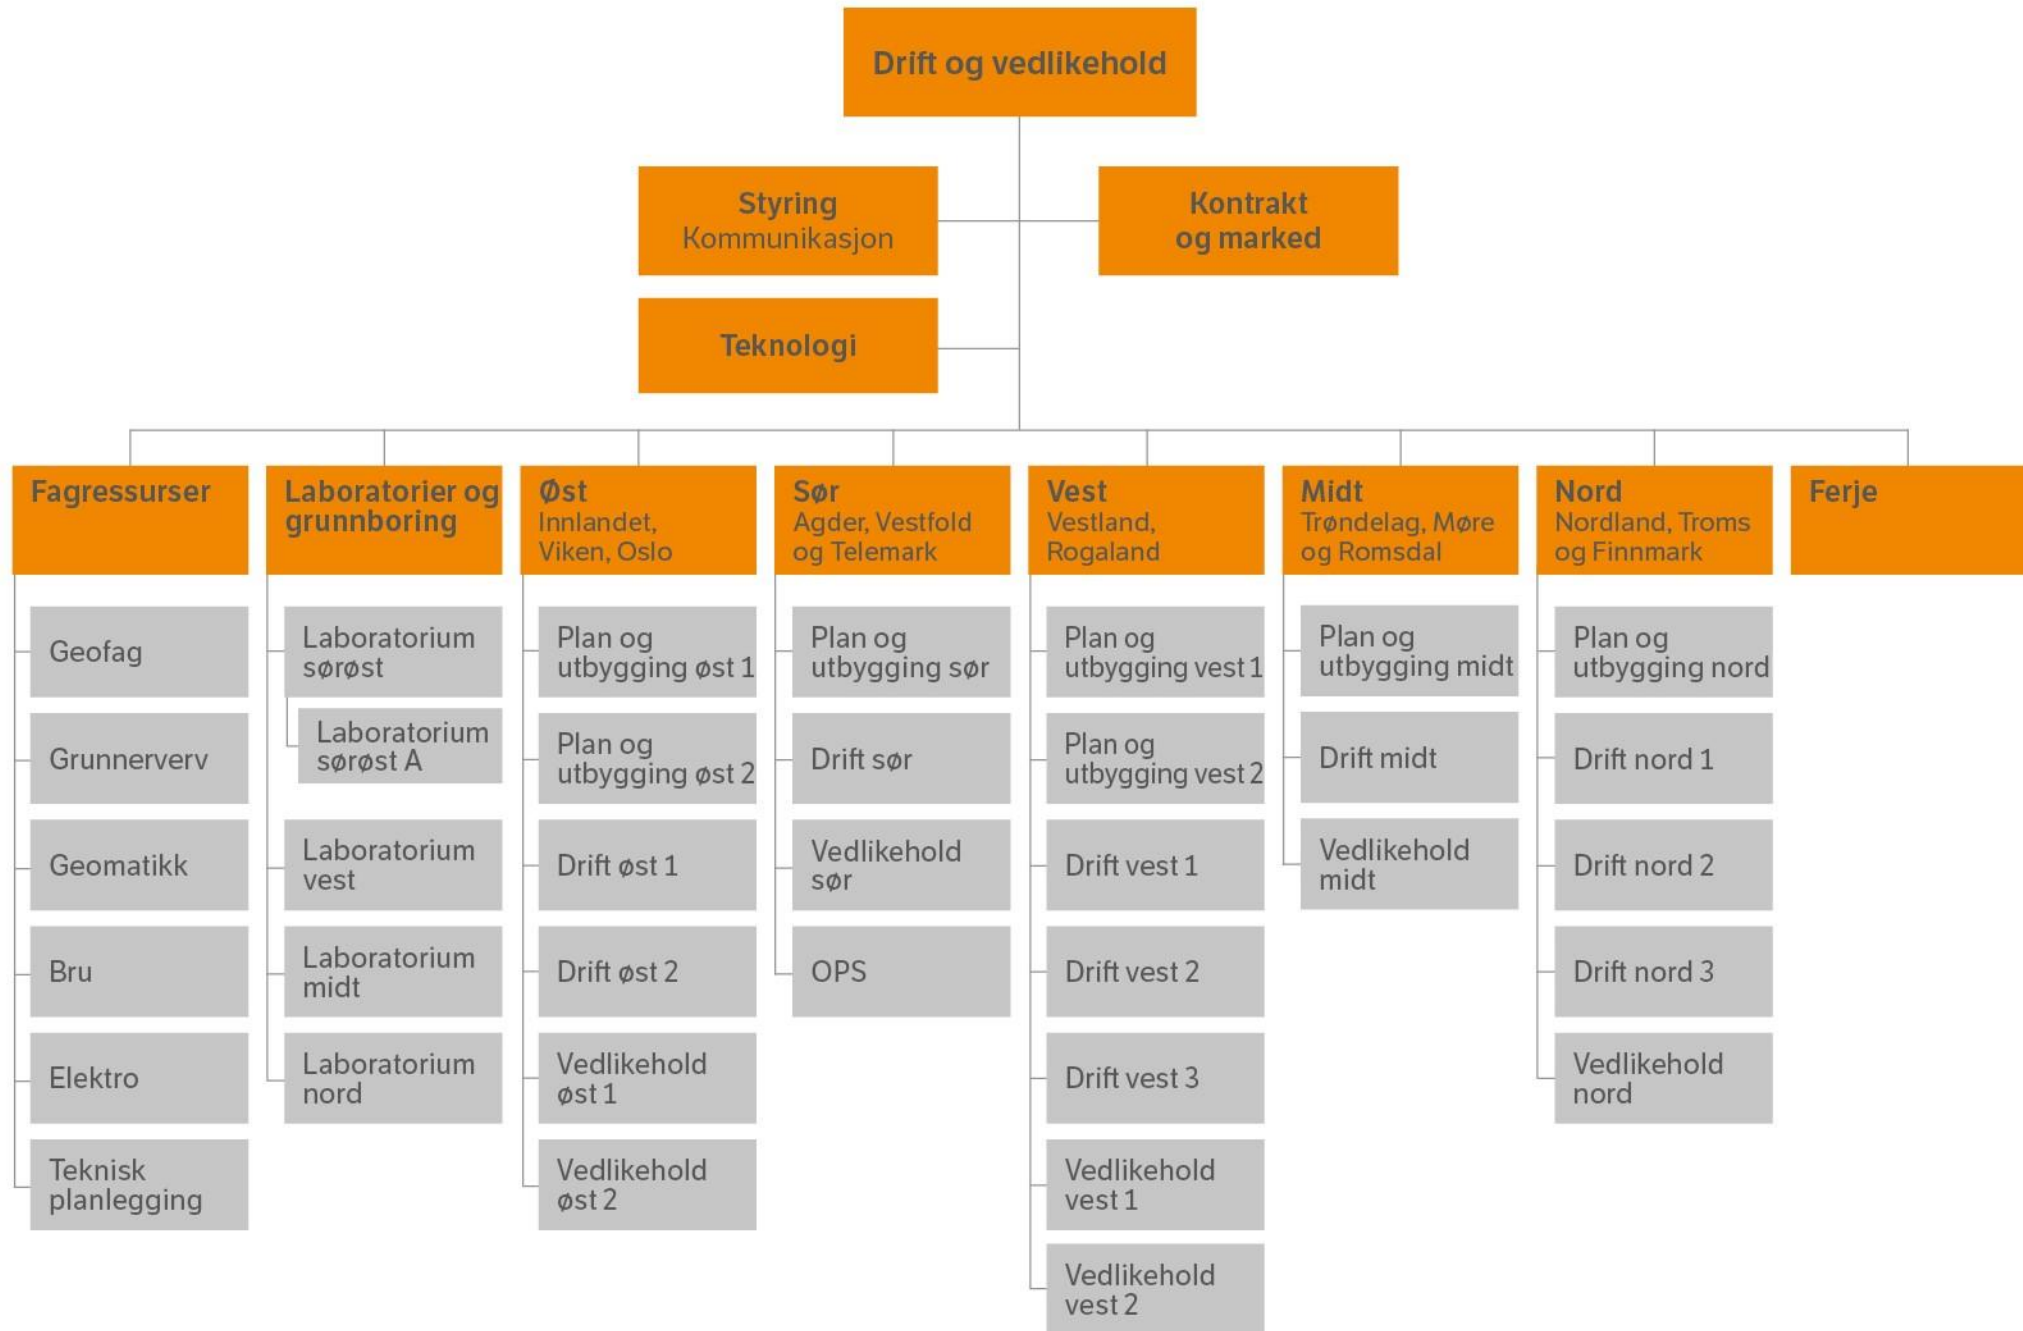 Drift og vedlikehold
Styring
Kommunikasjon
Kontrakt
og marked
Teknologi
Fagressurser
Geofag
Grunnerverv
Geomatikk
Bru
Elektro
Teknisk
planlegging
Laboratorier og
grunnboring
Laboratorium
sørøst
Laboratorium
sørøst A
Laboratorium
vest
Laboratorium
midt
Laboratorium
nord
Øst
Innlandet,
Viken, Oslo
Plan og
utbygging øst 1
Plan og
utbygging øst 2
Drift øst 1
Drift øst 2
Vedlikehold
øst 1
Vedlikehold
øst 2
Sør
Agder, Vestfold
og Telemark
Plan og
utbygging sør
Drift sør
Vedlikehold
sør
OPS
Vest
Vestland,
Rogaland
Plan og
utbygging vest 1
Plan og
utbygging vest 2
Drift vest 1
Drift vest 2
Drift vest 3
Vedlikehold
vest 1
Vedlikehold
vest 2
Midt
Trøndelag, Møre
og Romsdal
Plan og
utbygging midt
Drift midt
Vedlikehold
midt
Nord
Nordland, Troms
og Finnmark
Plan og
utbygging nord
Drift nord 1
Drift nord 2
Drift nord 3
Vedlikehold
nord
Ferje